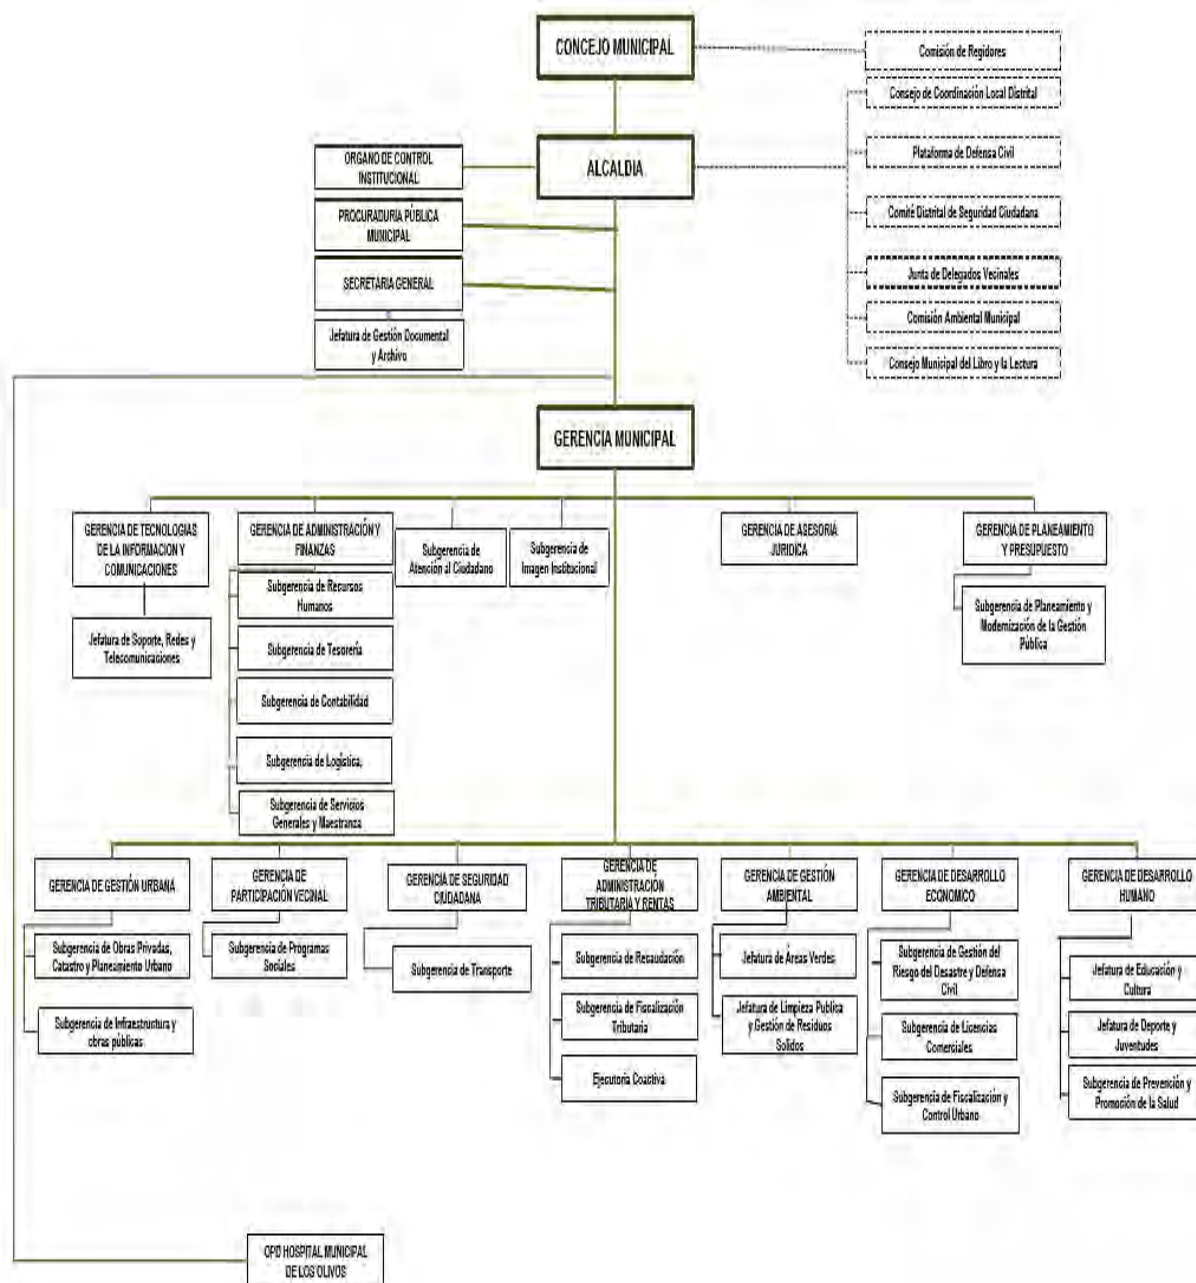 CONCEJO MUNICIPAL
Comisión de Regidores
Consejo de Coordinación Local Distrital
ALCALDIA
Plataforma de Defensa Civil
Comité Distrital de Seguridad Ciudadana
Junta de Delegados Vecinales
Comisión Ambiental Municipal
Consejo Municipal del Libro y la Lectura
ORGANO DE CONTROL
INSTITUCIONAL
PROCURADURIA PÚBLICA
MUNICIPAL
SECRETARIA GENERAL
Jefatura de Gestión Documental
y Archivo
GERENCIA MUNICIPAL
GERENCIA DE TECNOLOGIAS
DE LA INFORMACION Y
COMUNICACIONES
Jefatura de Soporte, Redes y
Telecomunicaciones
GERENCIA DE ADMINISTRACIÓN Y
FINANZAS
Subgerencia de Recursos
Humanos
Subgerencia de Tesorería
Subgerencia de Contabilidad
Subgerencia de Logística,
Subgerencia de Servicios
Generales y Maestranza
Subgerencia de
Atención al Ciudadano
Subgerencia de
Imagen Institucional
GERENCIA DE ASESORIA
JURIDÍCA
GERENCIA DE PLANEAMIENTO
Y PRESUPUESTO
Subgerencia de Planeamiento y
Modernización de la Gestión
Pública
GERENCIA DE GESTIÓN URBANA
Subgerencia de Obras Privadas,
Catastro y Planeamiento Urbano
Subgerencia de Infraestructura y
obras públicas
GERENCIA DE
PARTICIPACIÓN VECINAL
Subgerencia de Programas
Sociales
GERENCIA DE SEGURIDAD
CIUDADANA
Subgerencia de Transporte
GERENCIA DE
ADMINISTRACION
TRIBUTARIA Y RENTAS
Subgerencia de Recaudación
Subgerencia de Fiscalización
Tributaria
Ejecutoría Coactiva
GERENCIA DE GESTIÓN
AMBIENTAL
Jefatura de Áreas Verdes
Jefatura de Limpieza Publica
y Gestión de Residuos
Solidos
GERENCIA DE DESARROLLO
ECONOMICO
Subgerencia de Gestión del
Riesgo del Desastre y Defensa
Civil
Subgerencia de Licencias
Comerciales
Subgerencia de Fiscalización y
Control Urbano
GERENCIA DE DESARROLLO
HUMANO
Jefatura de Educación y
Cultura
Jefatura de Deporte y
Juventudes
Subgerencia de Prevención y
Promoción de la Salud
OPD HOSPITAL MUNICIPAL
DE LOS OLIVOS